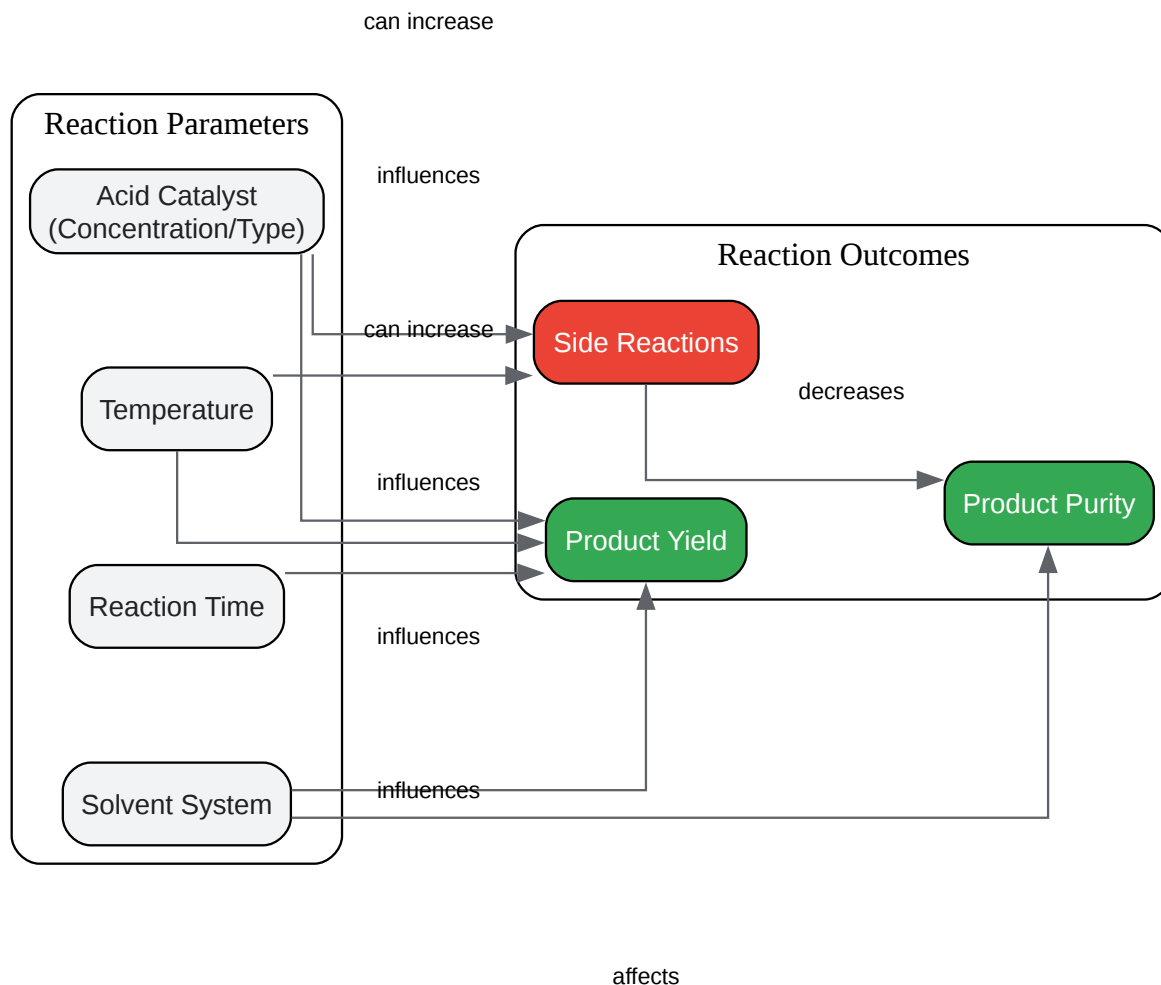 can increase
Reaction Parameters
Acid Catalyst
(Concentration/Type)
influences
Reaction Outcomes
can increase
Side Reactions
decreases
Temperature
influences
Product Yield
Product Purity
Reaction Time
influences
Solvent System
influences
affects